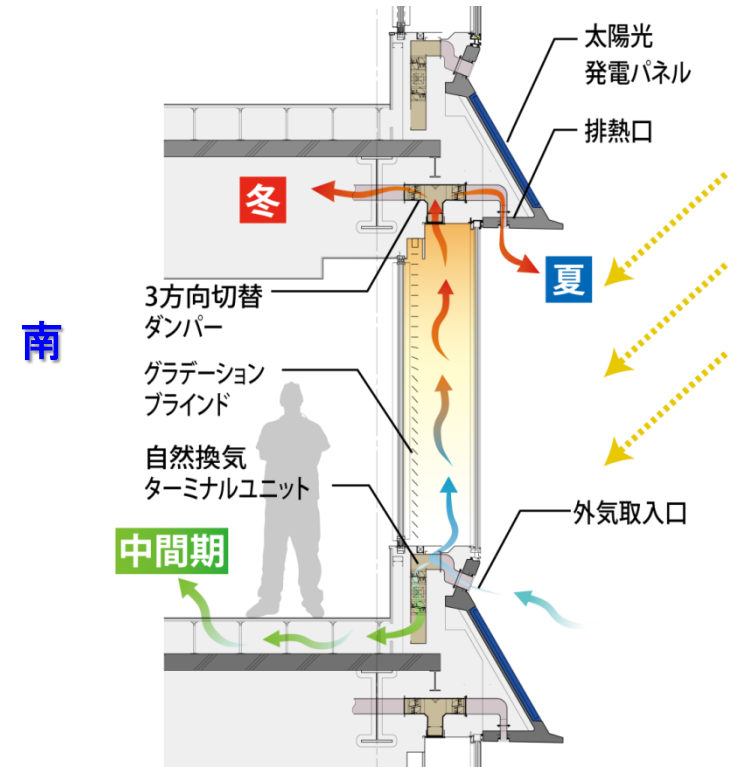 太陽光
発電パネル
排熱口
冬
夏
3方向切替
ダンパー
南
グラデーション
ブラインド
自然換気
ターミナルユニット
外気取入口
中間期